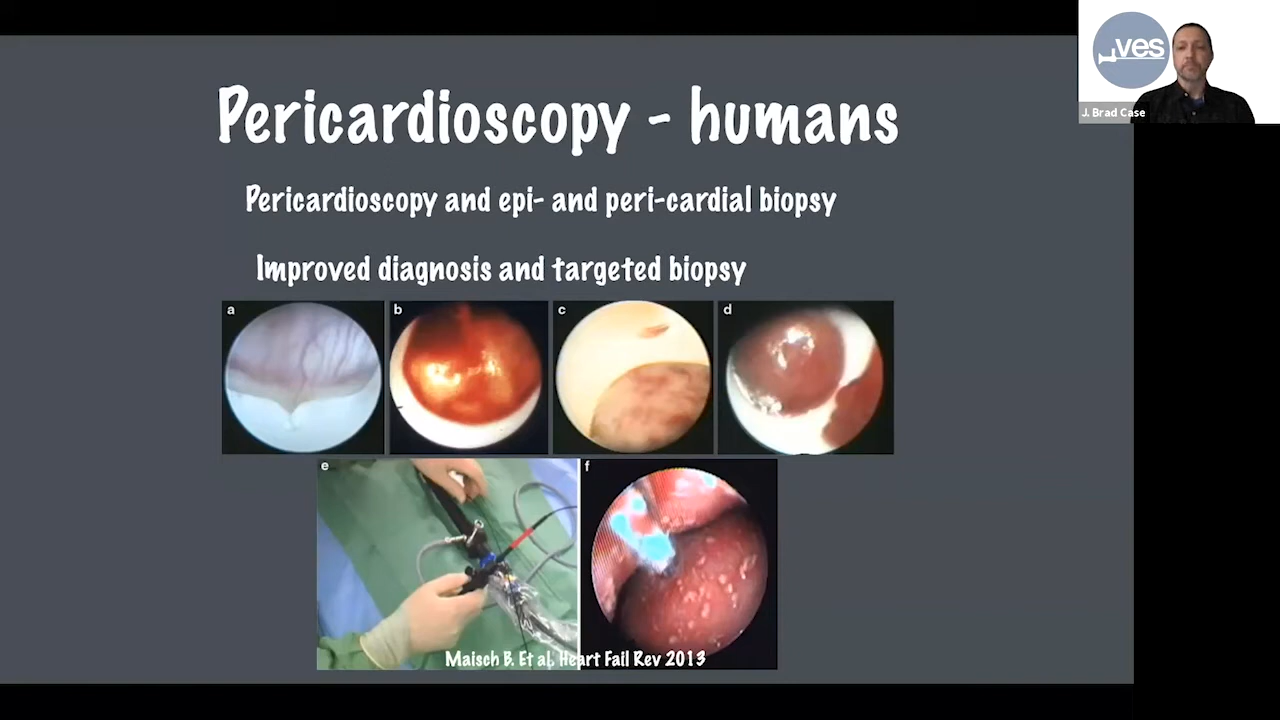 Pericardioscopy - humans
Pericardioscopy and epi- and peri-cardial biopsy
Improved diagnosis and targeted biopsy
a
b
c
d
e
f
Maisch B. Et al. Heart Fail Rev 2013
ves
J. Brad Case